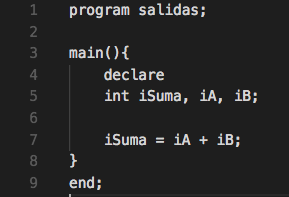 1 program salidas;
2
3 main(){
4 declare
5 int iSuma, iA, iB;
6
7 iSuma = iA + iB;
8 }
9 end;